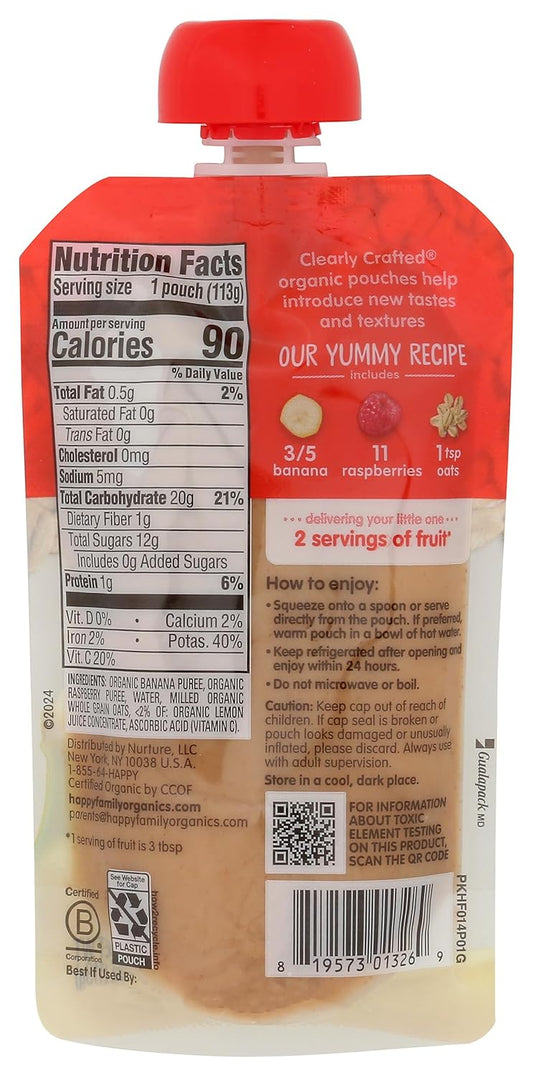 Nutrition Facts
Serving size 1 pouch (113g)
Amount per serving
Calories 90
% Daily Value
Total Fat 0.5g 2%
Saturated Fat 0g
Trans Fat 0g
Cholesterol 0mg
Sodium 5mg
Total Carbohydrate 20g 21%
Dietary Fiber 1g
Total Sugars 12g
Includes 0g Added Sugars
Protein 1g 6%
Vit. D 0% • Calcium 2%
Iron 2% • Potas. 40%
Vit. C 20%
INGREDIENTS: ORGANIC BANANA PUREE, ORGANIC
RASPBERRY PUREE, WATER, MILLED ORGANIC
WHOLE GRAIN OATS, <2% OF: ORGANIC LEMON
JUICE CONCENTRATE, ASCORBIC ACID (VITAMIN C).
©2024
Distributed by Nurture, LLC
New York, NY 10038 U.S.A.
1-855-64-HAPPY
Certified Organic by CCOF
happyfamilyorganics.com
parents@happyfamilyorganics.com
*1 serving of fruit is 3 tbsp
Certified
B
Corporation
See Website
for Cap
PLASTIC
POUCH
how2recycle.info
Best If Used By:
Clearly Crafted®
organic pouches help
introduce new tastes
and textures
OUR YUMMY RECIPE
includes
3/5
banana
11
raspberries
1 tsp
oats
delivering your little one
2 servings of fruit*
How to enjoy:
• Squeeze onto a spoon or serve
directly from the pouch. If preferred,
warm pouch in a bowl of hot water.
• Keep refrigerated after opening and
enjoy within 24 hours.
• Do not microwave or boil.
Caution: Keep cap out of reach of
children. If cap seal is broken or
pouch looks damaged or unusually
inflated, please discard. Always use
with adult supervision.
Store in a cool, dark place.
FOR INFORMATION
ABOUT TOXIC
ELEMENT TESTING
ON THIS PRODUCT,
SCAN THE QR CODE
8 19573 01326 9
Gualapack MD
PKHF014P01G